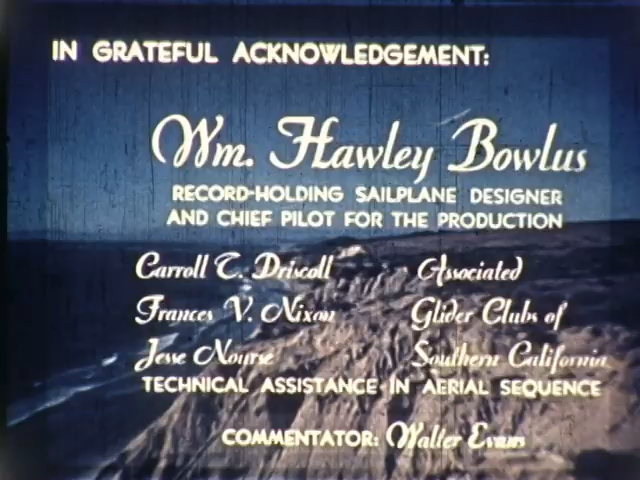 IN GRATEFUL ACKNOWLEDGEMENT:
Wm. Hawley Bowlus
RECORD-HOLDING SAILPLANE DESIGNER
AND CHIEF PILOT FOR THE PRODUCTION
Carroll T. Driscoll Associated
Frances V. Nixon Glider Clubs of
Jesse Nourse Southern California
TECHNICAL ASSISTANCE IN AERIAL SEQUENCE
COMMENTATOR: Walter Evans